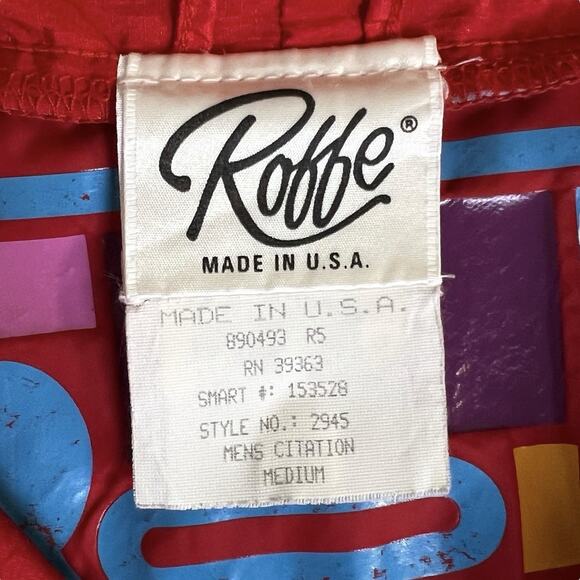 Roffe®
MADE IN U.S.A.
MADE IN U.S.A.
890493 R5
RN 39363
SMART #: 153528
STYLE NO.: 2945
MENS CITATION
MEDIUM